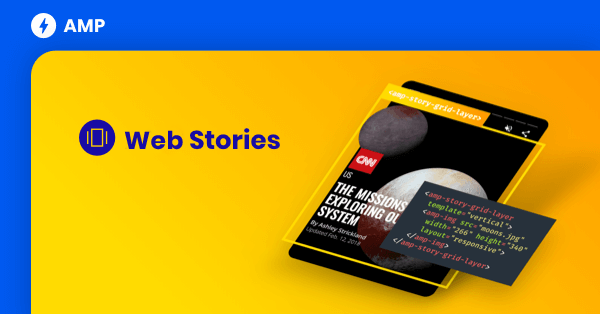 AMP
Web Stories
<amp-story-grid-layer>
CNN
US
THE MISSIONS
EXPLORING OU
SYSTEM
By Ashley Strickland
Updated Feb. 12, 2018
<amp-story-grid-layer
template="vertical">
<amp-img src="moons.jpg"
width="266" height="340"
layout="responsive">
</amp-img>
</amp-story-grid-layer>